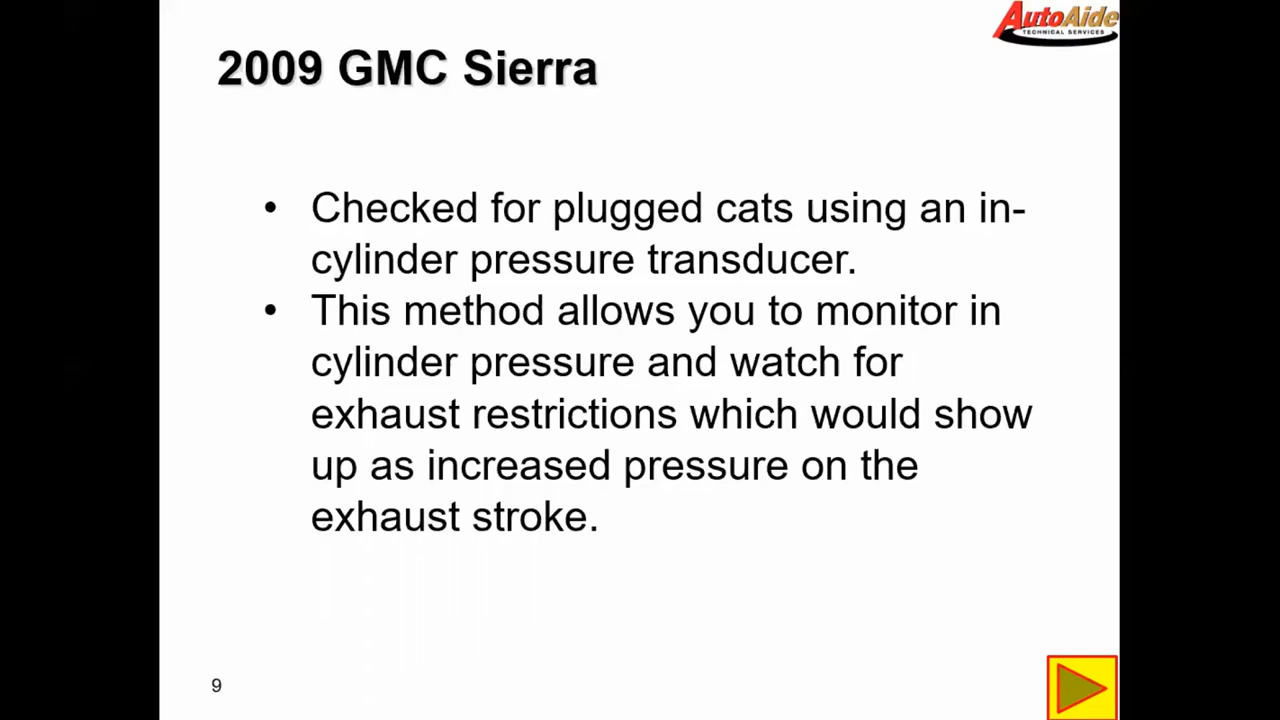 AutoAide
TECHNICAL SERVICES
2009 GMC Sierra
• Checked for plugged cats using an in-
cylinder pressure transducer.
• This method allows you to monitor in
cylinder pressure and watch for
exhaust restrictions which would show
up as increased pressure on the
exhaust stroke.
9